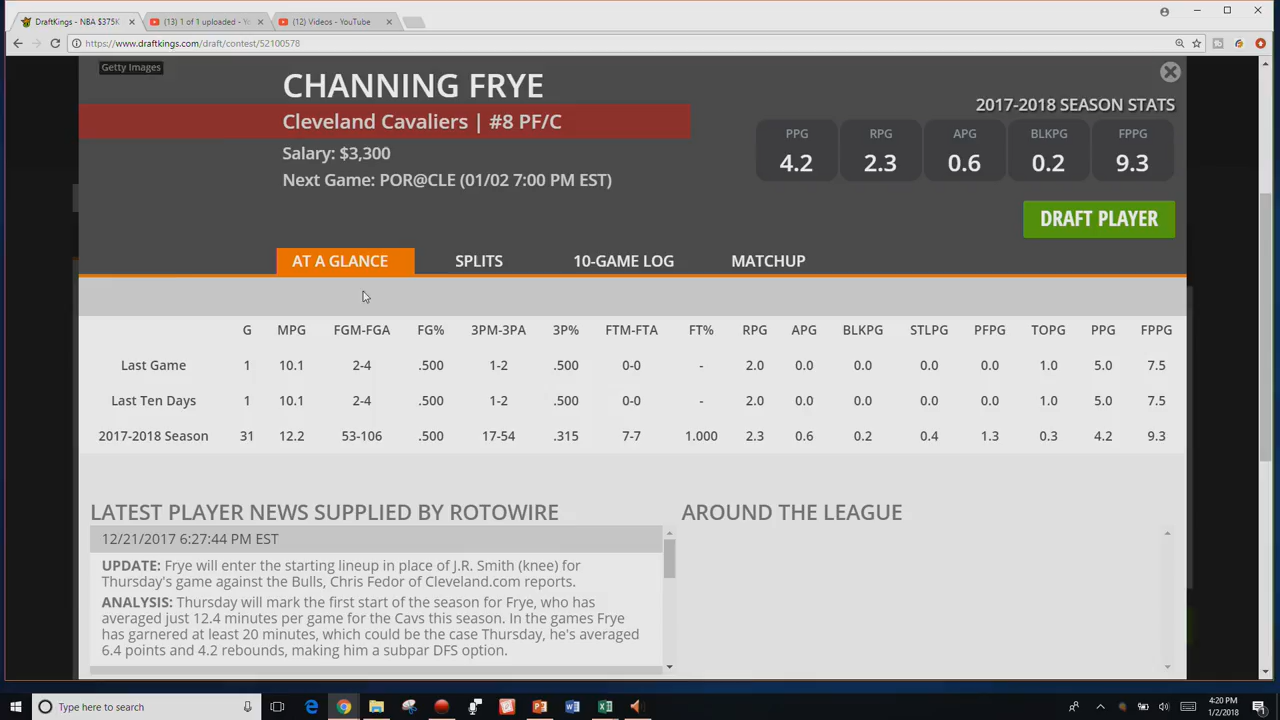 DraftKings - NBA $375K
(13) 1 of 1 uploaded - Yo
(12) Videos - YouTube
https://www.draftkings.com/draft/contest/52100578
Getty Images
CHANNING FRYE
Cleveland Cavaliers | #8 PF/C
Salary: $3,300
Next Game: POR@CLE (01/02 7:00 PM EST)
2017-2018 SEASON STATS
PPG RPG APG BLKPG FPPG
4.2 2.3 0.6 0.2 9.3
DRAFT PLAYER
AT A GLANCE SPLITS 10-GAME LOG MATCHUP
G MPG FGM-FGA FG% 3PM-3PA 3P% FTM-FTA FT% RPG APG BLKPG STLPG PFPG TOPG PPG FPPG
Last Game 1 10.1 2-4 .500 1-2 .500 0-0 - 2.0 0.0 0.0 0.0 0.0 1.0 5.0 7.5
Last Ten Days 1 10.1 2-4 .500 1-2 .500 0-0 - 2.0 0.0 0.0 0.0 0.0 1.0 5.0 7.5
2017-2018 Season 31 12.2 53-106 .500 17-54 .315 7-7 1.000 2.3 0.6 0.2 0.4 1.3 0.3 4.2 9.3
LATEST PLAYER NEWS SUPPLIED BY ROTOWIRE
12/21/2017 6:27:44 PM EST
UPDATE: Frye will enter the starting lineup in place of J.R. Smith (knee) for
Thursday's game against the Bulls, Chris Fedor of Cleveland.com reports.
ANALYSIS: Thursday will mark the first start of the season for Frye, who has
averaged just 12.4 minutes per game for the Cavs this season. In the games Frye
has garnered at least 20 minutes, which could be the case Thursday, he's averaged
6.4 points and 4.2 rebounds, making him a subpar DFS option.
AROUND THE LEAGUE
Type here to search
4:20 PM
1/2/2018